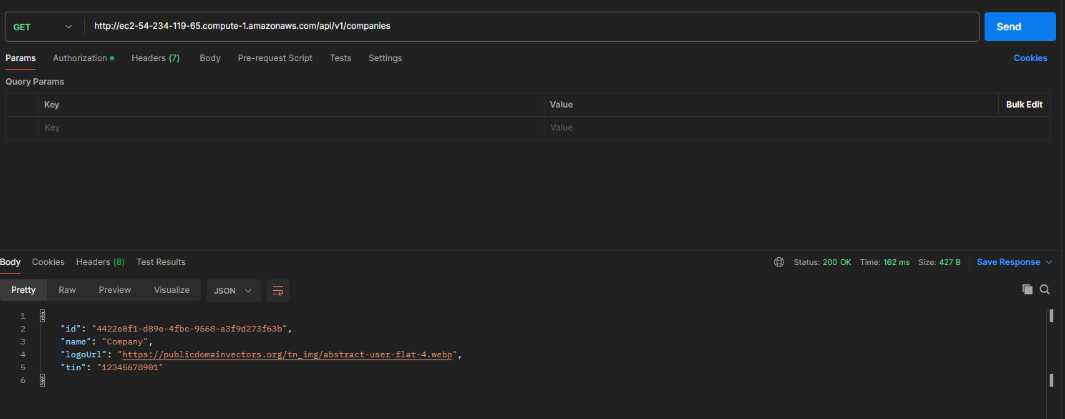 GET http://ec2-54-234-119-65.compute-1.amazonaws.com/api/v1/companies Send
Params Authorization Headers (7) Body Pre-request Script Tests Settings Cookies
Query Params
Key Value Bulk Edit
Key Value
Body Cookies Headers (8) Test Results Status: 200 OK Time: 162 ms Size: 427 B Save Response
Pretty Raw Preview Visualize JSON
1 {
2 "id": "4422e8f1-d89e-4fbc-9668-a3f9d273f63b",
3 "name": "Company",
4 "logoUrl": "https://publicdomainvectors.org/tn_img/abstract-user-flat-4.webp",
5 "tin": "12345678901"
6 }